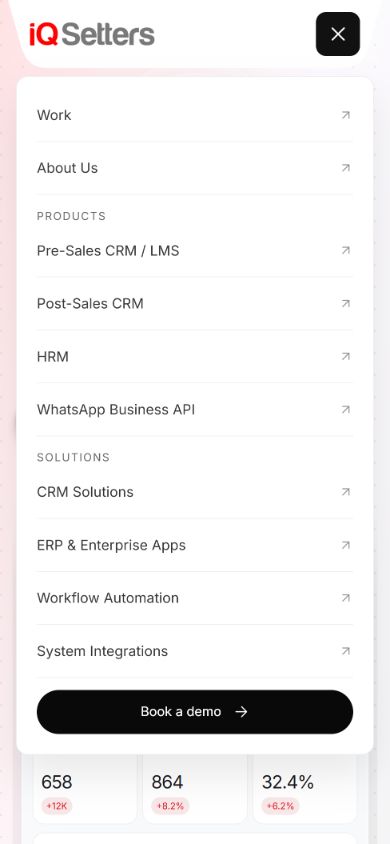 iQ Setters
Work
About Us
PRODUCTS
Pre-Sales CRM / LMS
Post-Sales CRM
HRM
WhatsApp Business API
SOLUTIONS
CRM Solutions
ERP & Enterprise Apps
Workflow Automation
System Integrations
Book a demo
658
864
32.4%
+12K
+8.2%
+6.2%